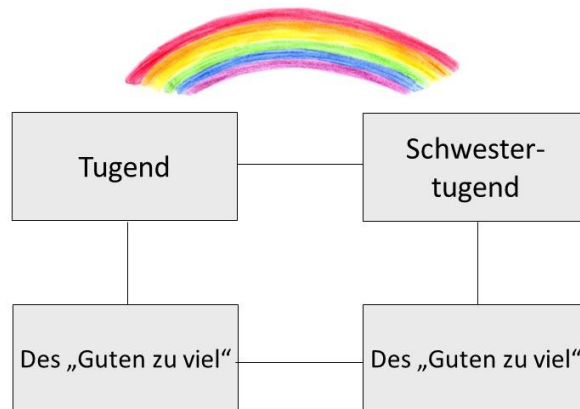 Tugend
Schwester-
tugend
Des „Guten zu viel“
Des „Guten zu viel“